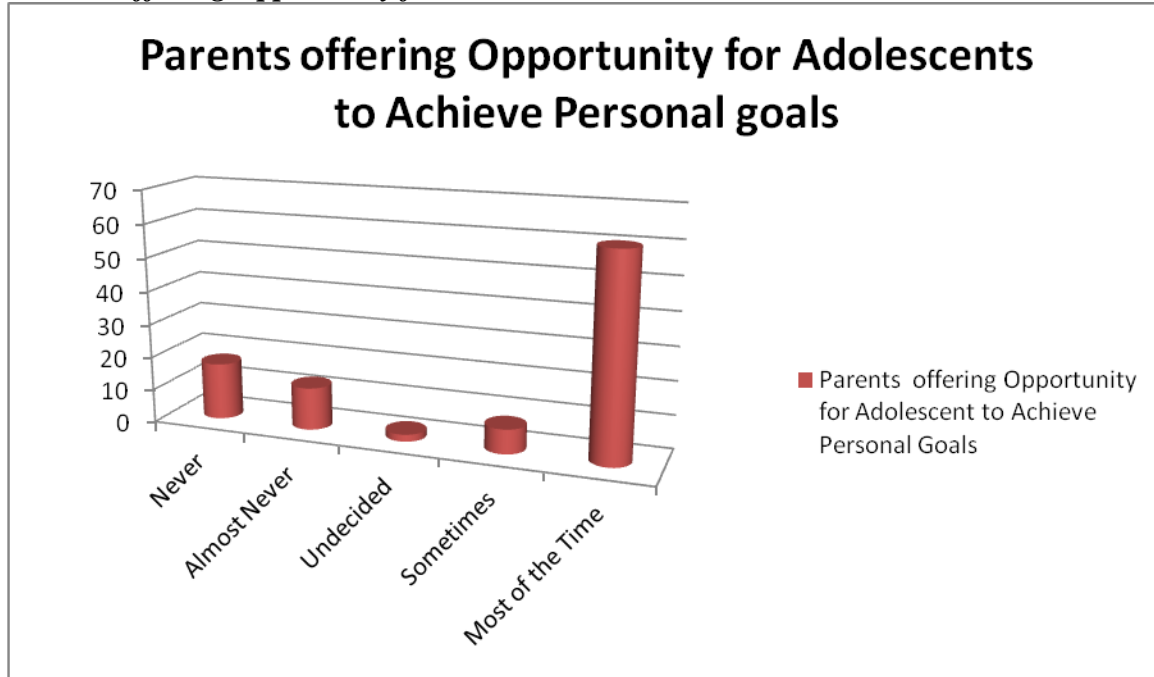 Parents offering Opportunity for Adolescents
to Achieve Personal goals
70
60
50
40
30
20
10
0
Never
Almost Never
Undecided
Sometimes
Most of the Time
Parents offering Opportunity
for Adolescent to Achieve
Personal Goals